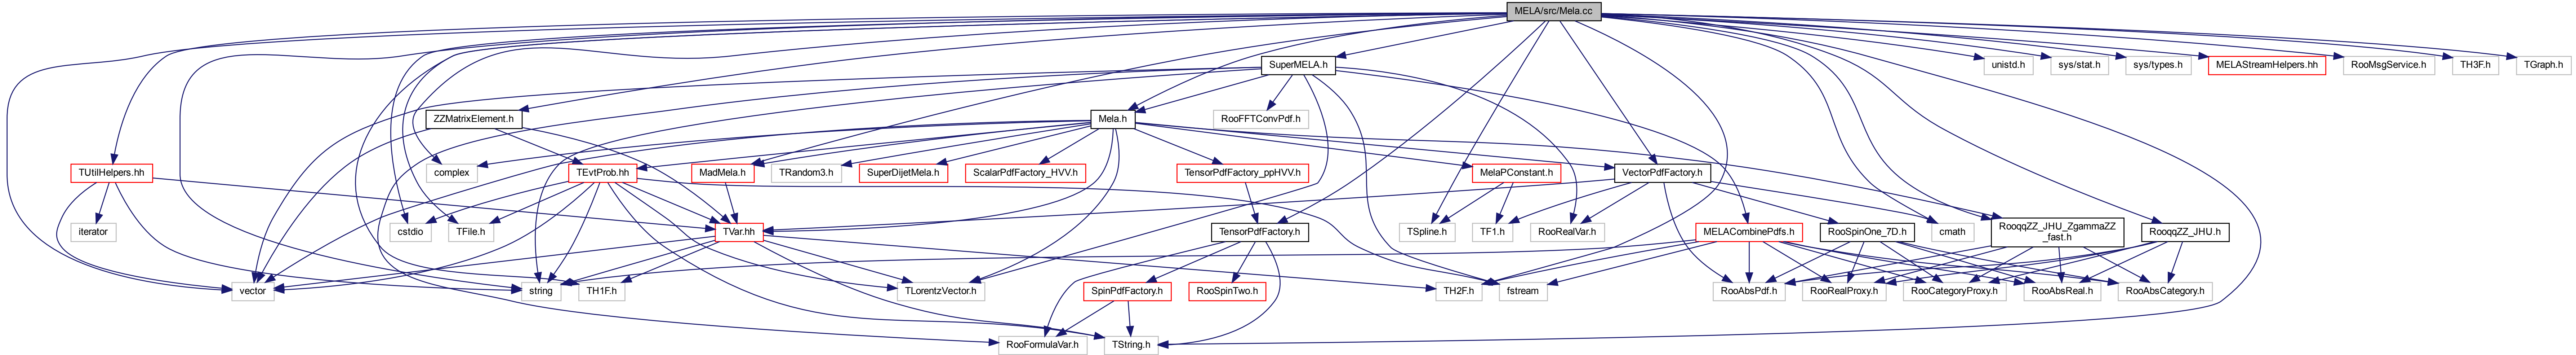 MELA/src/Mela.cc
SuperMELA.h
unistd.h
sys/stat.h
sys/types.h
MELAStreamHelpers.hh
RooMsgService.h
TH3F.h
TGraph.h
ZZMatrixElement.h
Mela.h
RooFFTConvPdf.h
TUtilHelpers.hh
complex
TEvtProb.hh
MadMela.h
TRandom3.h
SuperDijetMela.h
ScalarPdfFactory_HVV.h
TensorPdfFactory_ppHVV.h
MelaPConstant.h
VectorPdfFactory.h
iterator
cstdio
TFile.h
TVar.hh
TensorPdfFactory.h
TSpline.h
TF1.h
RooRealVar.h
MELACombinePdfs.h
RooSpinOne_7D.h
cmath
RooqqZZ_JHU_ZgammaZZ
_fast.h
RooqqZZ_JHU.h
vector
string
TH1F.h
TLorentzVector.h
SpinPdfFactory.h
RooSpinTwo.h
TH2F.h
fstream
RooAbsPdf.h
RooRealProxy.h
RooCategoryProxy.h
RooAbsReal.h
RooAbsCategory.h
RooFormulaVar.h
TString.h